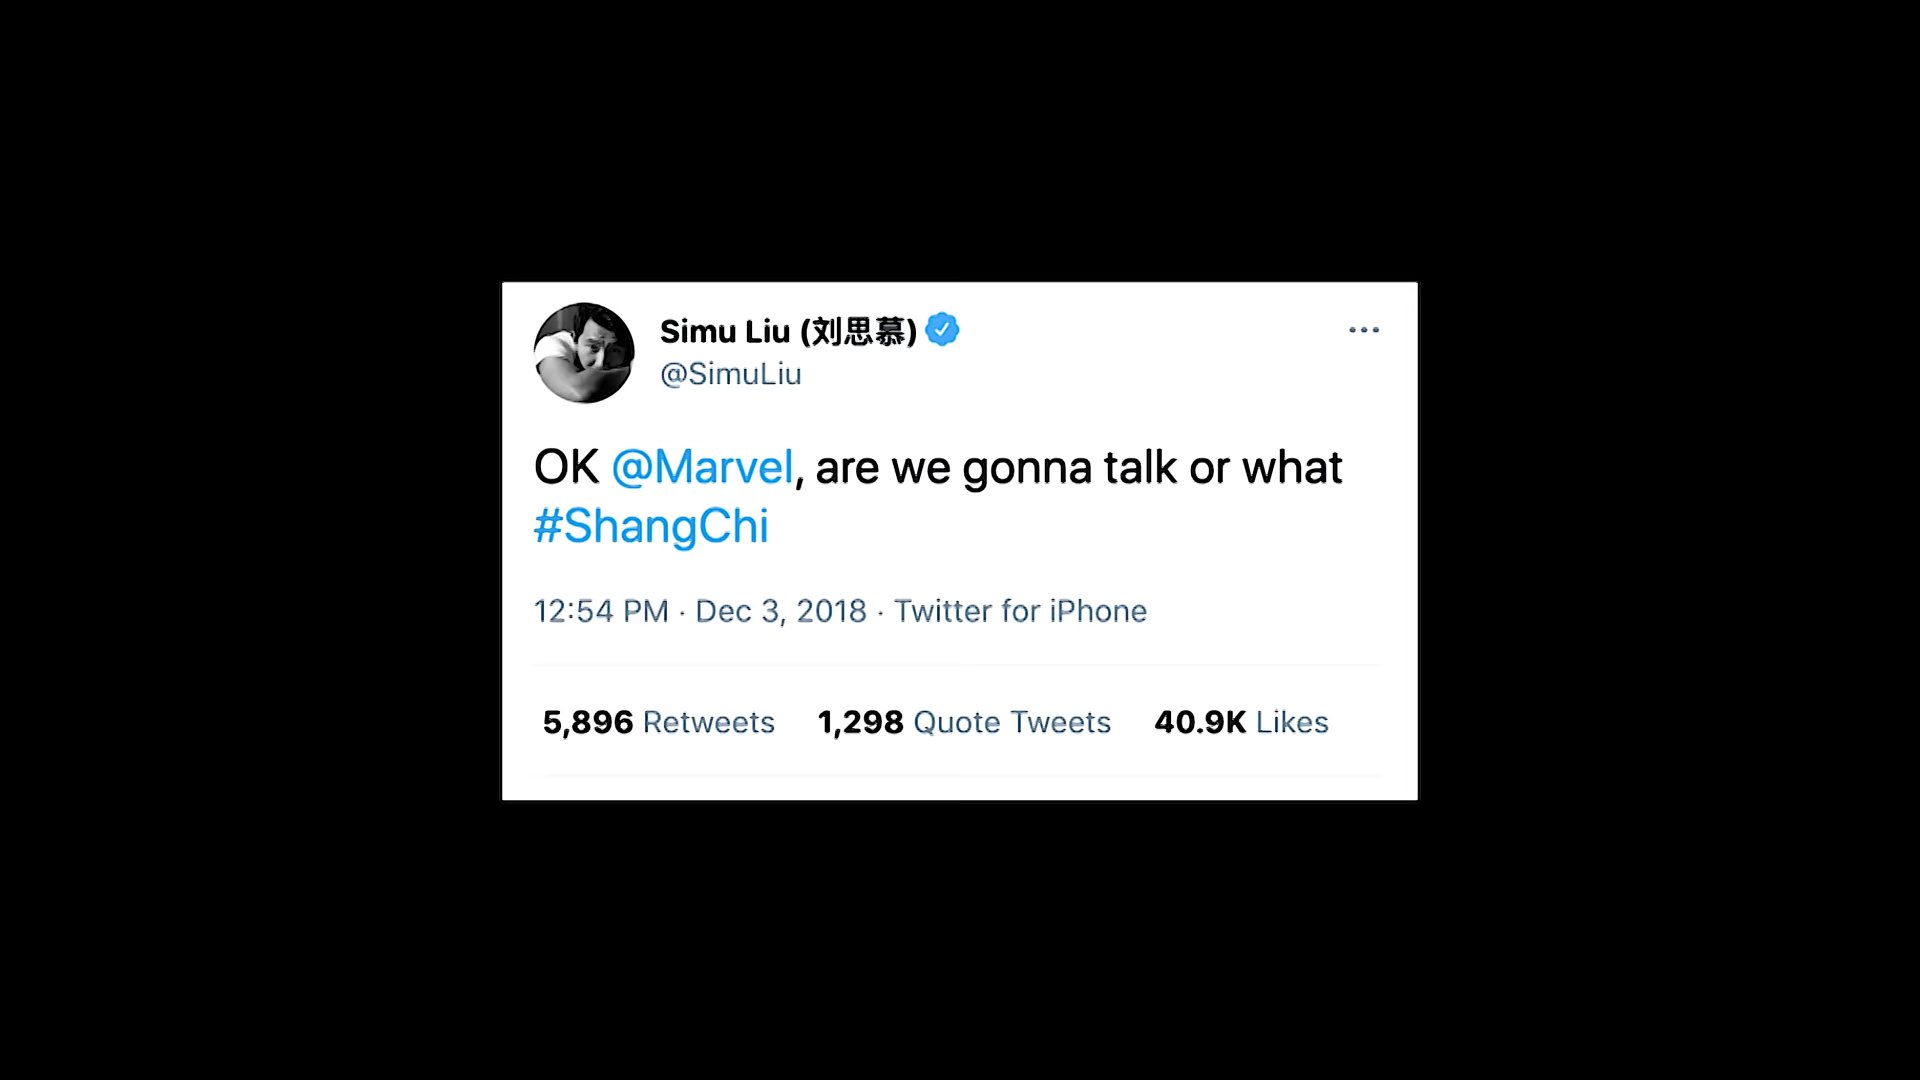 Simu Liu (刘思慕)
@SimuLiu
OK @Marvel, are we gonna talk or what
#ShangChi
12:54 PM · Dec 3, 2018 · Twitter for iPhone
5,896 Retweets 1,298 Quote Tweets 40.9K Likes